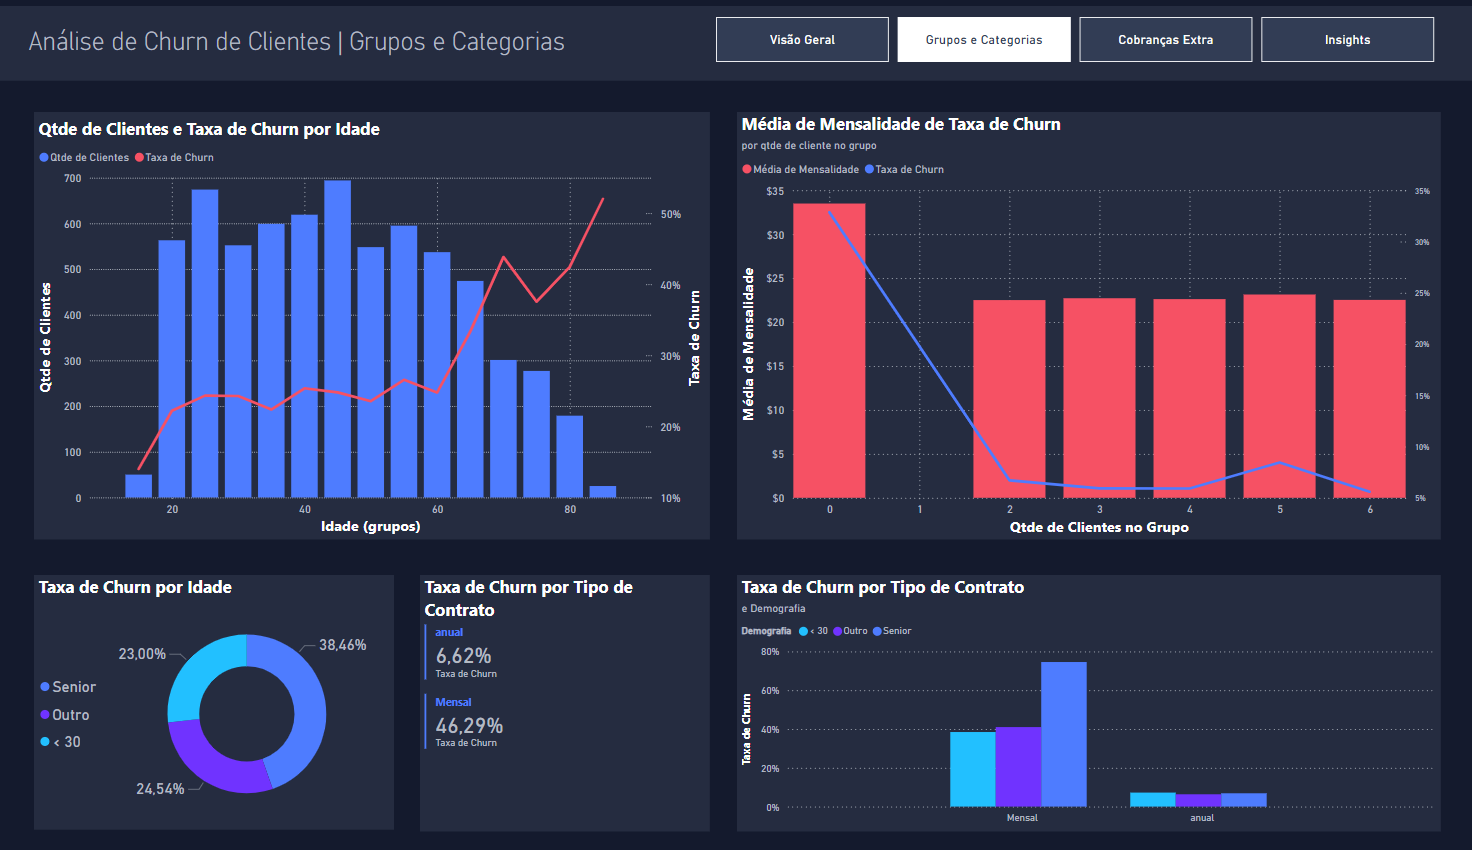 Análise de Churn de Clientes | Grupos e Categorias
Visão Geral
Grupos e Categorias
Cobranças Extra
Insights
Qtde de Clientes e Taxa de Churn por Idade
Qtde de Clientes Taxa de Churn
700
600
500
400
300
200
100
0
50%
40%
30%
20%
10%
20 40 60 80
Qtde de Clientes
Taxa de Churn
Idade (grupos)
Média de Mensalidade de Taxa de Churn
por qtde de cliente no grupo
Média de Mensalidade Taxa de Churn
$35
$30
$25
$20
$15
$10
$5
$0
35%
30%
25%
20%
15%
10%
5%
0 1 2 3 4 5 6
Média de Mensalidade
Qtde de Clientes no Grupo
Taxa de Churn por Idade
Senior
Outro
< 30
23,00%
38,46%
24,54%
Taxa de Churn por Tipo de
Contrato
anual
6,62%
Taxa de Churn
Mensal
46,29%
Taxa de Churn
Taxa de Churn por Tipo de Contrato
e Demografia
Demografia < 30 Outro Senior
80%
60%
40%
20%
0%
Taxa de Churn
Mensal anual